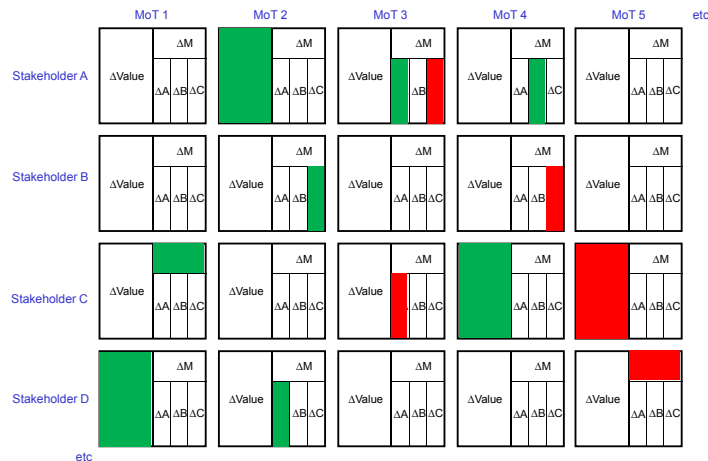 MoT 1 MoT 2 MoT 3 MoT 4 MoT 5 etc
ΔM ΔM ΔM ΔM ΔM
Stakeholder A ΔValue ΔValue ΔValue ΔValue
ΔA ΔB ΔC ΔA ΔB ΔC ΔB ΔA ΔC ΔA ΔB ΔC
ΔM ΔM ΔM ΔM ΔM
Stakeholder B ΔValue ΔValue ΔValue ΔValue ΔValue
ΔA ΔB ΔC ΔA ΔB ΔA ΔB ΔC ΔA ΔB ΔA ΔB ΔC
ΔM ΔM ΔM ΔM
Stakeholder C ΔValue ΔValue ΔValue
ΔA ΔB ΔC ΔA ΔB ΔC ΔB ΔC ΔA ΔB ΔC ΔA ΔB ΔC
ΔM ΔM ΔM ΔM
Stakeholder D ΔValue ΔValue ΔValue ΔValue
ΔA ΔB ΔC ΔB ΔC ΔA ΔB ΔC ΔA ΔB ΔC ΔA ΔB ΔC
etc